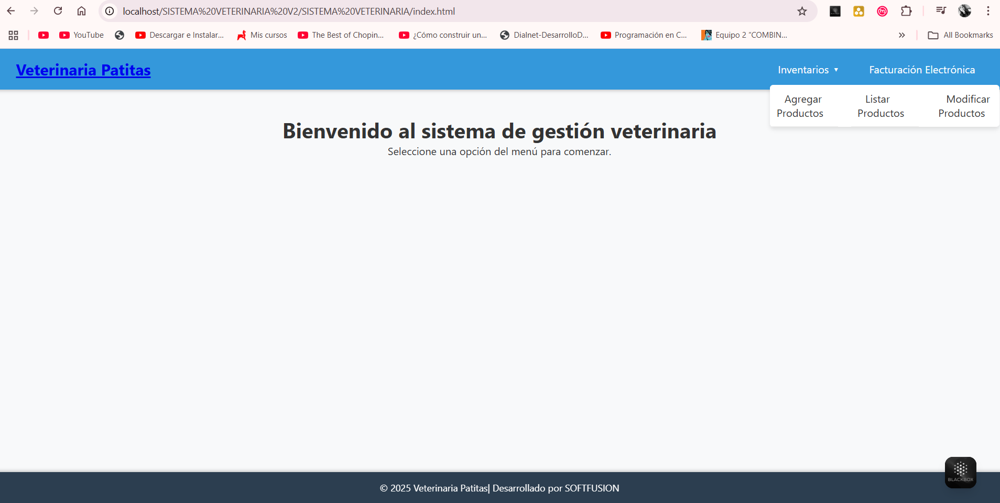 localhost/SISTEMA%20VETERINARIA%20V2/SISTEMA%20VETERINARIA/index.html
YouTube
Descargar e Instalar...
Mis cursos
The Best of Chopin...
¿Cómo construir un...
Dialnet-DesarrolloD...
Programación en C...
Equipo 2 “COMBIN...
All Bookmarks
Veterinaria Patitas
Inventarios ▼
Facturación Electrónica
Agregar
Productos
Listar
Productos
Modificar
Productos
Bienvenido al sistema de gestión veterinaria
Seleccione una opción del menú para comenzar.
BLACKBOX
© 2025 Veterinaria Patitas| Desarrollado por SOFTFUSION